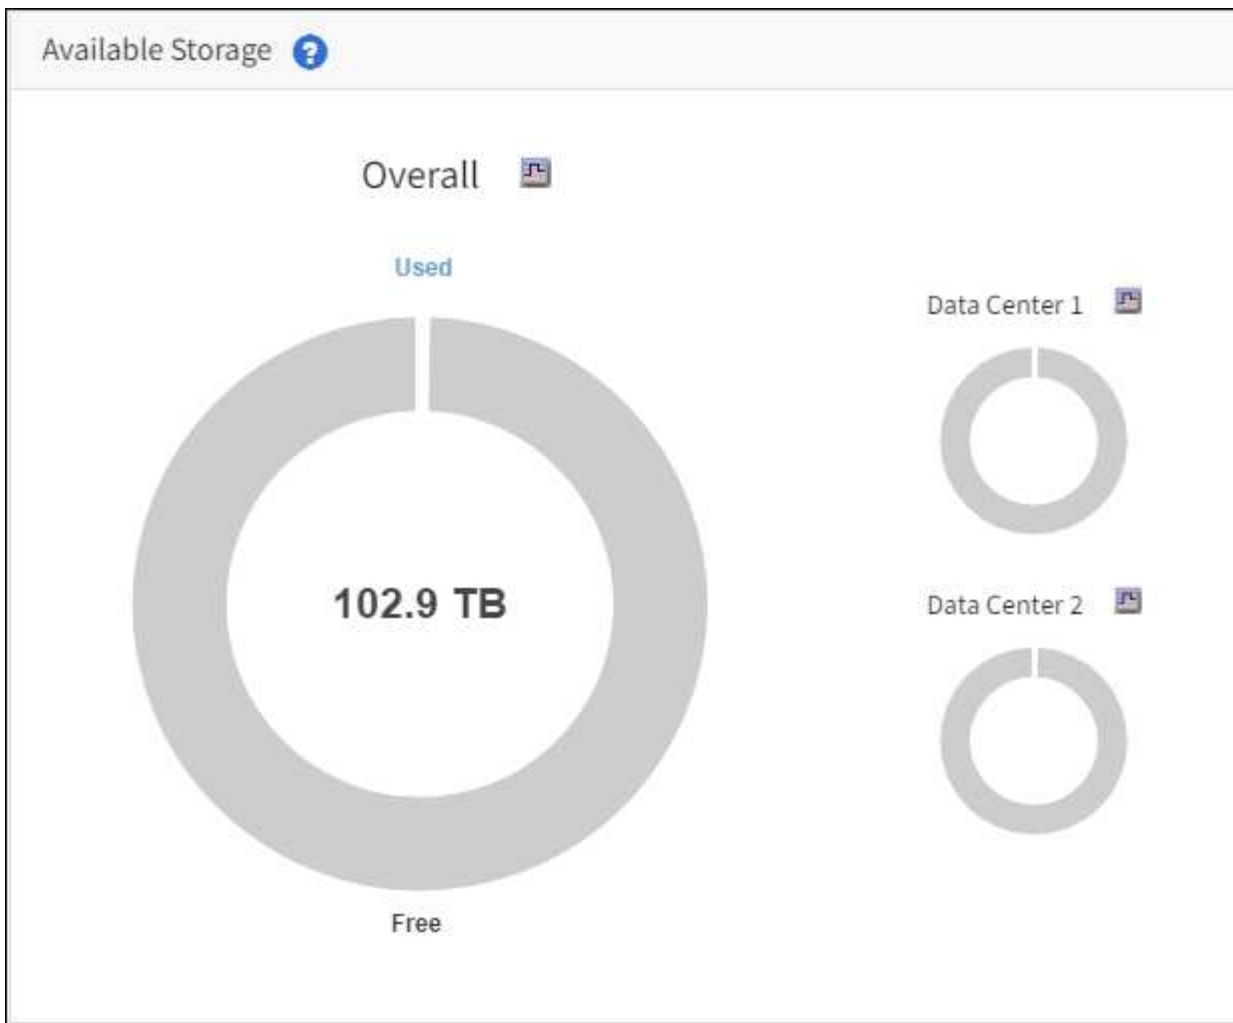 Available Storage ?
Overall
Used
102.9 TB
Free
Data Center 1
Data Center 2